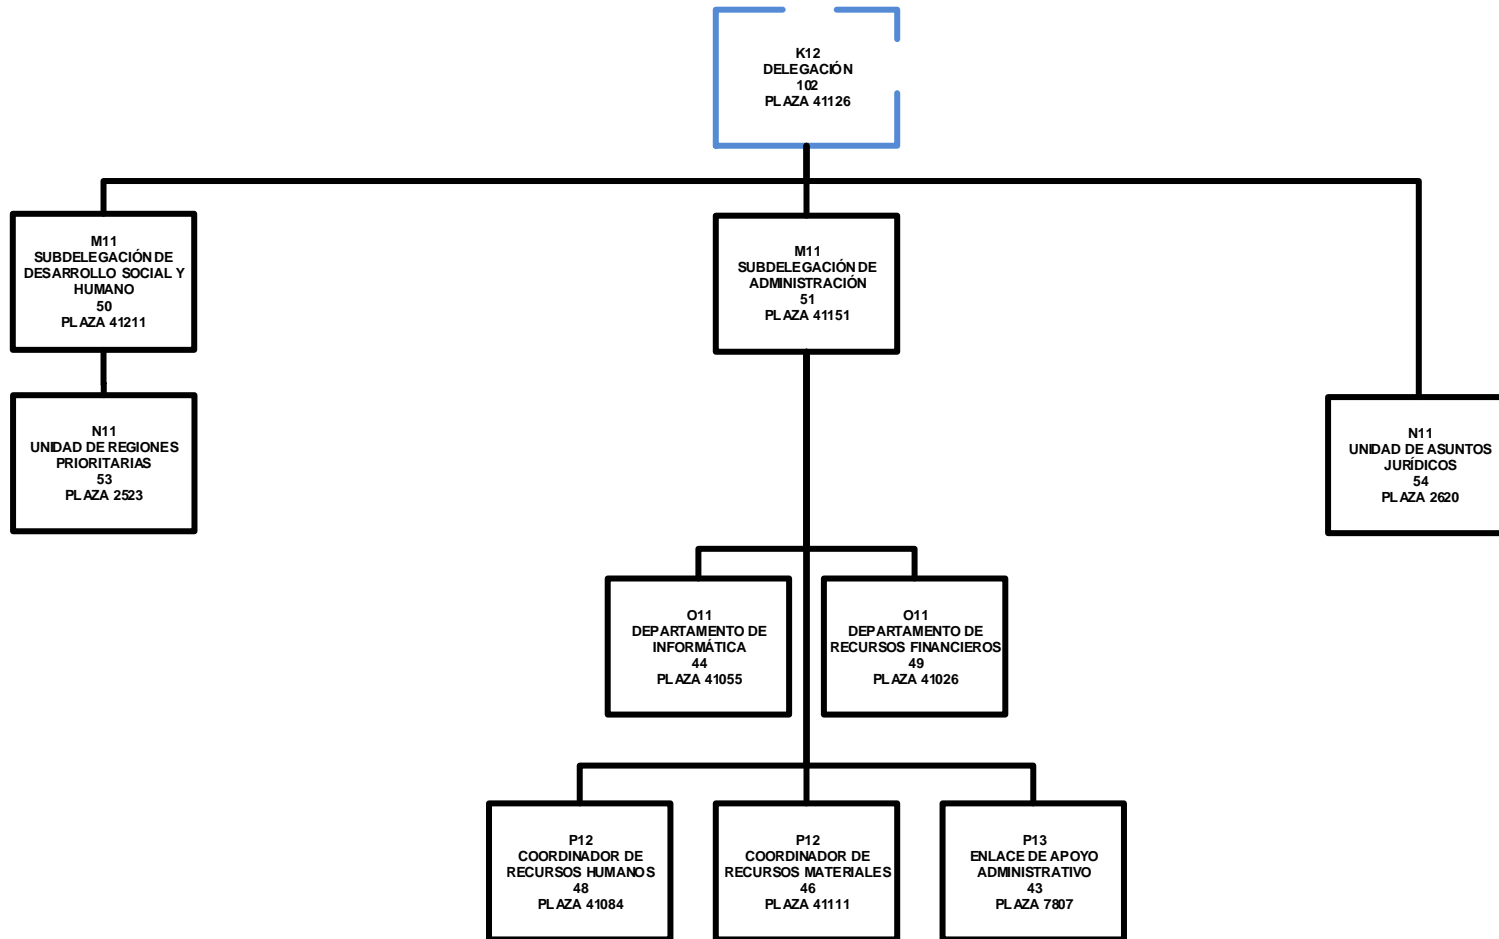 K12
DELEGACIÓN
102
PLAZA 41126
M11
SUBDELEGACIÓN DE
DESARROLLO SOCIAL Y
HUMANO
50
PLAZA 41211
M11
SUBDELEGACIÓN DE
ADMINISTRACIÓN
51
PLAZA 41151
N11
UNIDAD DE REGIONES
PRIORITARIAS
53
PLAZA 2523
N11
UNIDAD DE ASUNTOS
JURÍDICOS
54
PLAZA 2620
O11
DEPARTAMENTO DE
INFORMÁTICA
44
PLAZA 41055
O11
DEPARTAMENTO DE
RECURSOS FINANCIEROS
49
PLAZA 41026
P12
COORDINADOR DE
RECURSOS HUMANOS
48
PLAZA 41084
P12
COORDINADOR DE
RECURSOS MATERIALES
46
PLAZA 41111
P13
ENLACE DE APOYO
ADMINISTRATIVO
43
PLAZA 7807